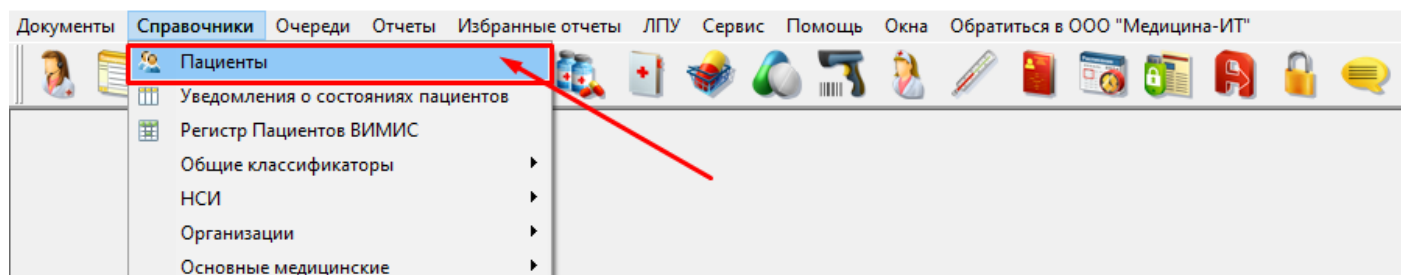 Документы Справочники Очереди Отчеты Избранные отчеты ЛПУ Сервис Помощь Окна Обратиться в ООО "Медицина-ИТ"
Пациенты
Уведомления о состояниях пациентов
Регистр Пациентов ВИМИС
Общие классификаторы
НСИ
Организации
Основные медицинские